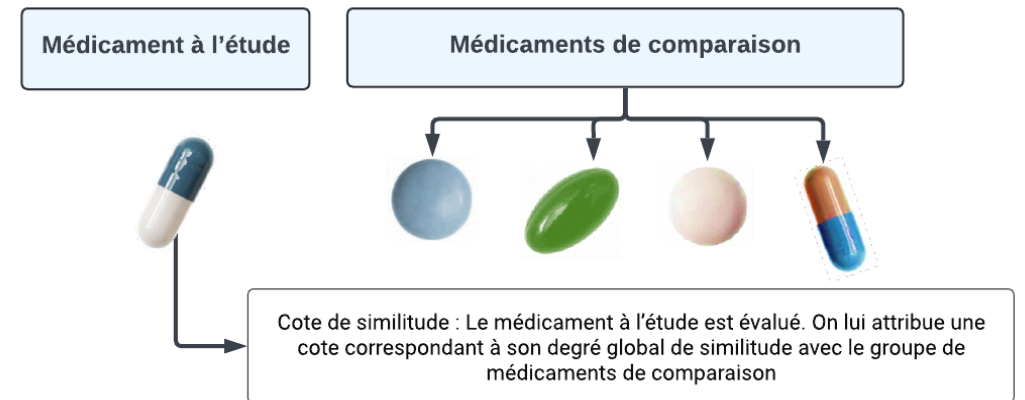 Médicament à l’étude
Médicaments de comparaison
Cote de similitude : Le médicament à l’étude est évalué. On lui attribue une
cote correspondant à son degré global de similitude avec le groupe de
médicaments de comparaison